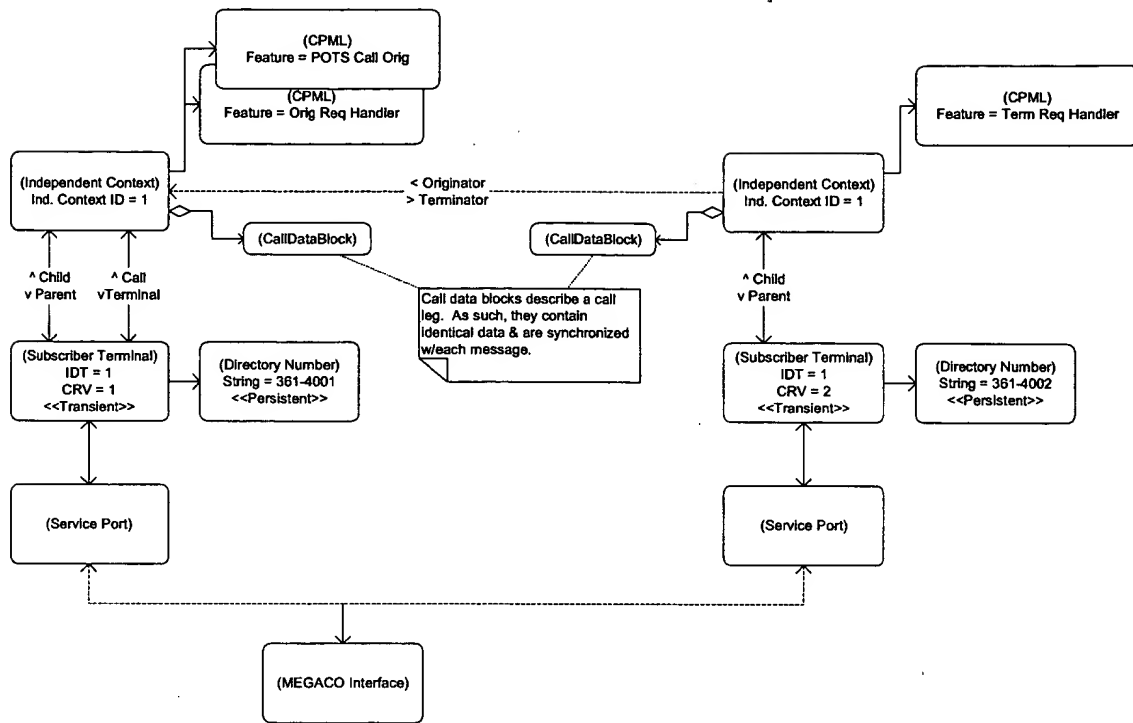 (CPML)
Feature = POTS Call Orig
(CPML)
Feature = Orig Req Handler
(CPML)
Feature = Term Req Handler
(Independent Context)
Ind. Context ID = 1
< Originator
> Terminator
(Independent Context)
Ind. Context ID = 1
(CallDataBlock)
(CallDataBlock)
^ Child
v Parent
^ Call
vTerminal
^ Child
v Parent
Call data blocks describe a call
leg. As such, they contain
identical data & are synchronized
w/each message.
(Subscriber Terminal)
IDT = 1
CRV = 1
<<Transient>>
(Directory Number)
String = 361-4001
<<Persistent>>
(Subscriber Terminal)
IDT = 1
CRV = 2
<<Transient>>
(Directory Number)
String = 361-4002
<<Persistent>>
(Service Port)
(Service Port)
(MEGACO Interface)